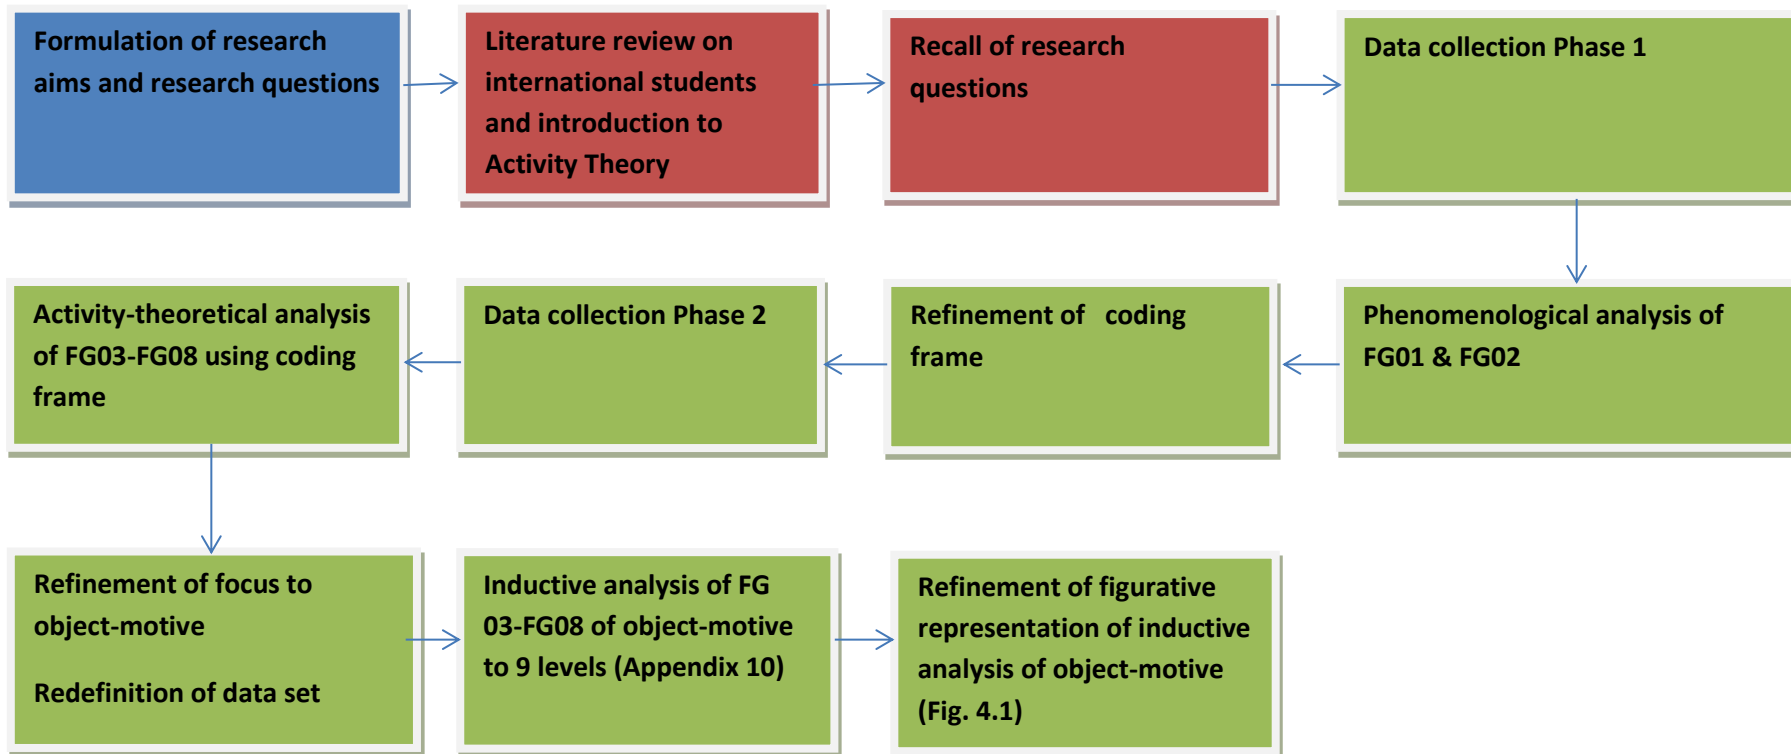 Formulation of research
aims and research questions
Literature review on
international students
and introduction to
Activity Theory
Recall of research
questions
Data collection Phase 1
Phenomenological analysis of
FG01 & FG02
Refinement of coding
frame
Data collection Phase 2
Activity-theoretical analysis
of FG03-FG08 using coding
frame
Refinement of focus to
object-motive
Redefinition of data set
Inductive analysis of FG
03-FG08 of object-motive
to 9 levels (Appendix 10)
Refinement of figurative
representation of inductive
analysis of object-motive
(Fig. 4.1)